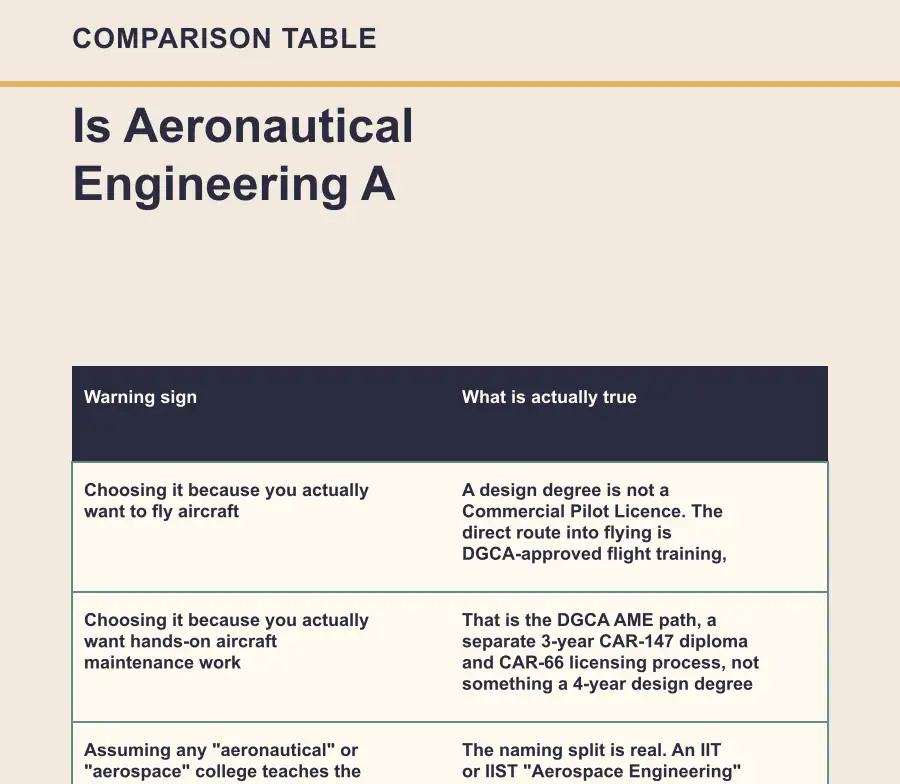 COMPARISON TABLE
Is Aeronautical
Engineering A
Warning sign
What is actually true
Choosing it because you actually
want to fly aircraft
A design degree is not a
Commercial Pilot Licence. The
direct route into flying is
DGCA-approved flight training,
Choosing it because you actually
want hands-on aircraft
maintenance work
That is the DGCA AME path, a
separate 3-year CAR-147 diploma
and CAR-66 licensing process, not
something a 4-year design degree
Assuming any "aeronautical" or
"aerospace" college teaches the
The naming split is real. An IIT
or IIST "Aerospace Engineering"